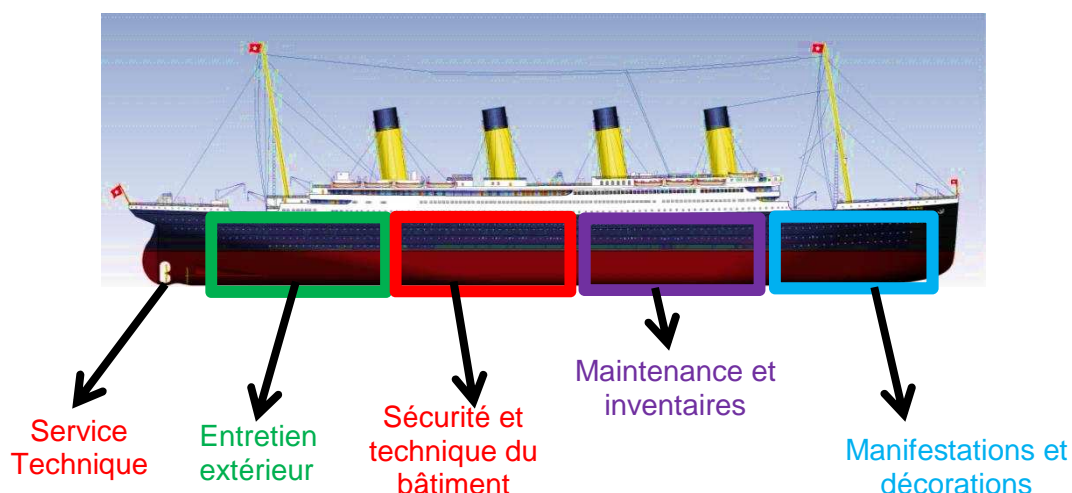 Service
Technique
Entretien
extérieur
Sécurité et
technique du
bâtiment
Maintenance et
inventaires
Manifestations et
décorations